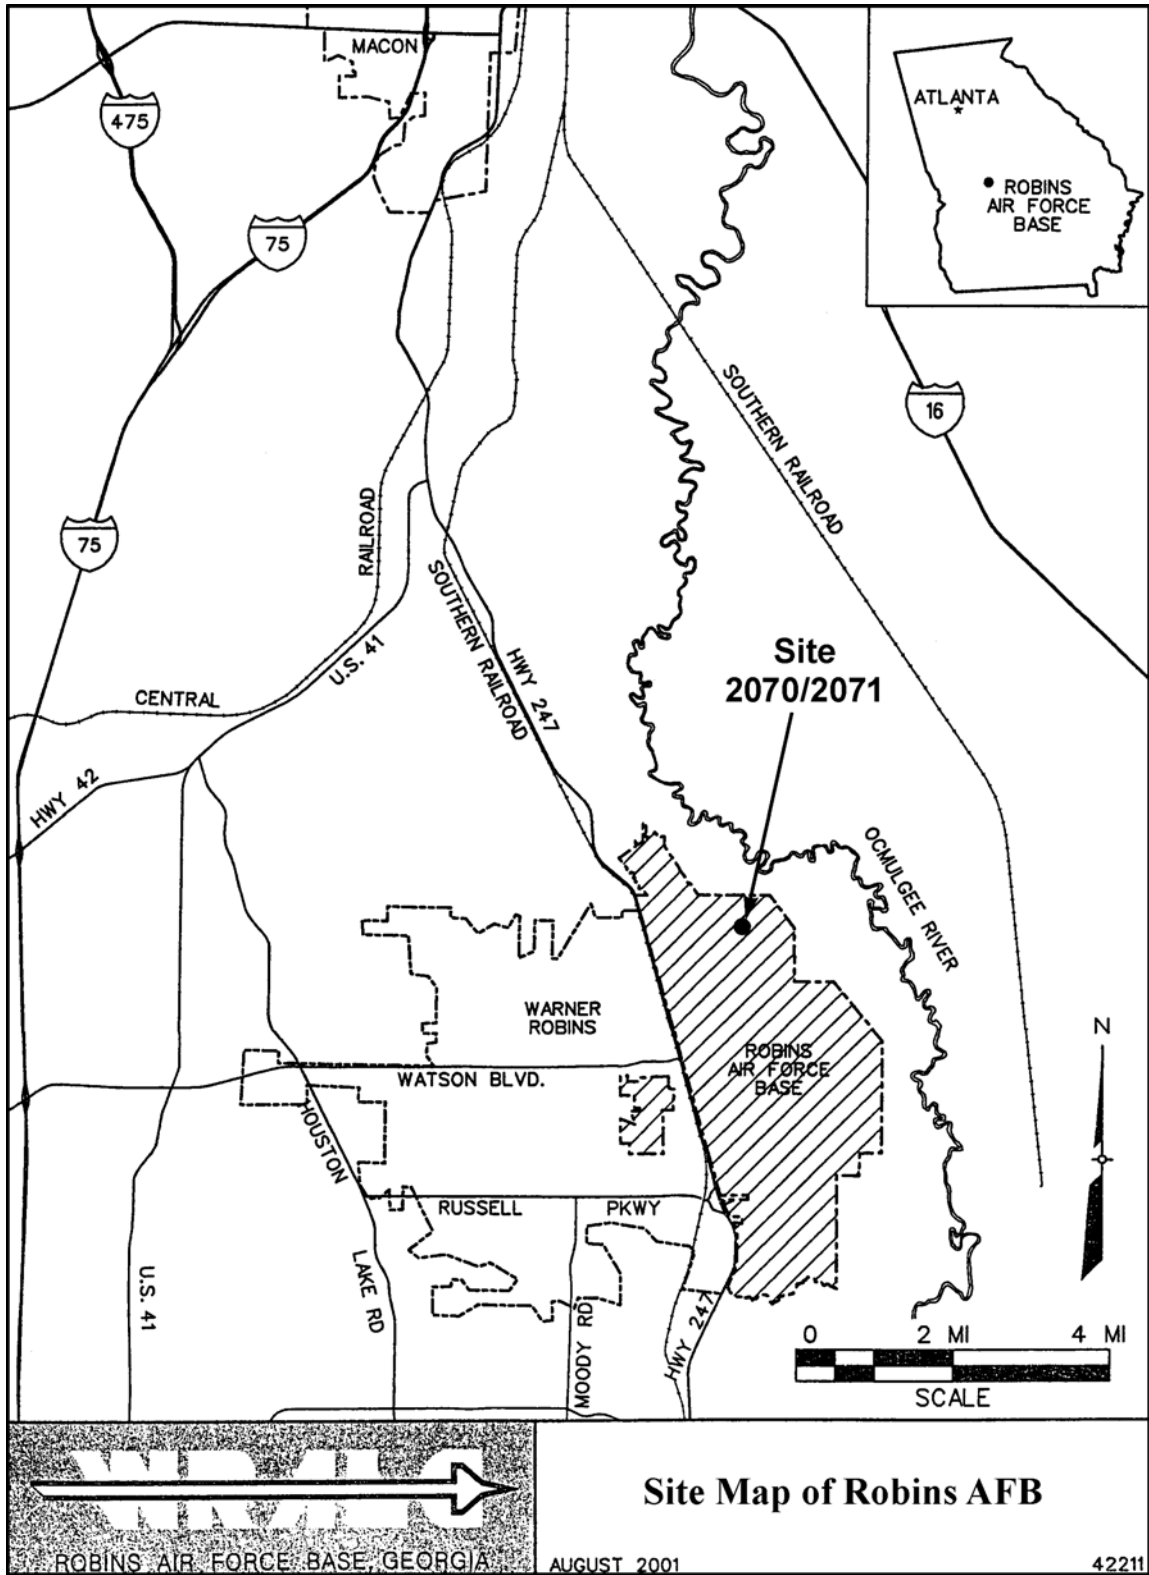 MACON
475
75
ATLANTA
ROBINS
AIR FORCE
BASE
16
SOUTHERN RAILROAD
75
RAILROAD
U.S. 41
SOUTHERN RAILROAD
HWY 247
Site
2070/2071
CENTRAL
HWY 42
OCMULGEE RIVER
WARNER
ROBINS
ROBINS
AIR FORCE
BASE
N
WATSON BLVD.
HOUSTON
RUSSELL PKWY
LAKE RD
U.S. 41
MOODY RD
HWY 247
0 2 MI 4 MI
SCALE
WRALC
ROBINS AIR FORCE BASE, GEORGIA
Site Map of Robins AFB
AUGUST 2001
42211